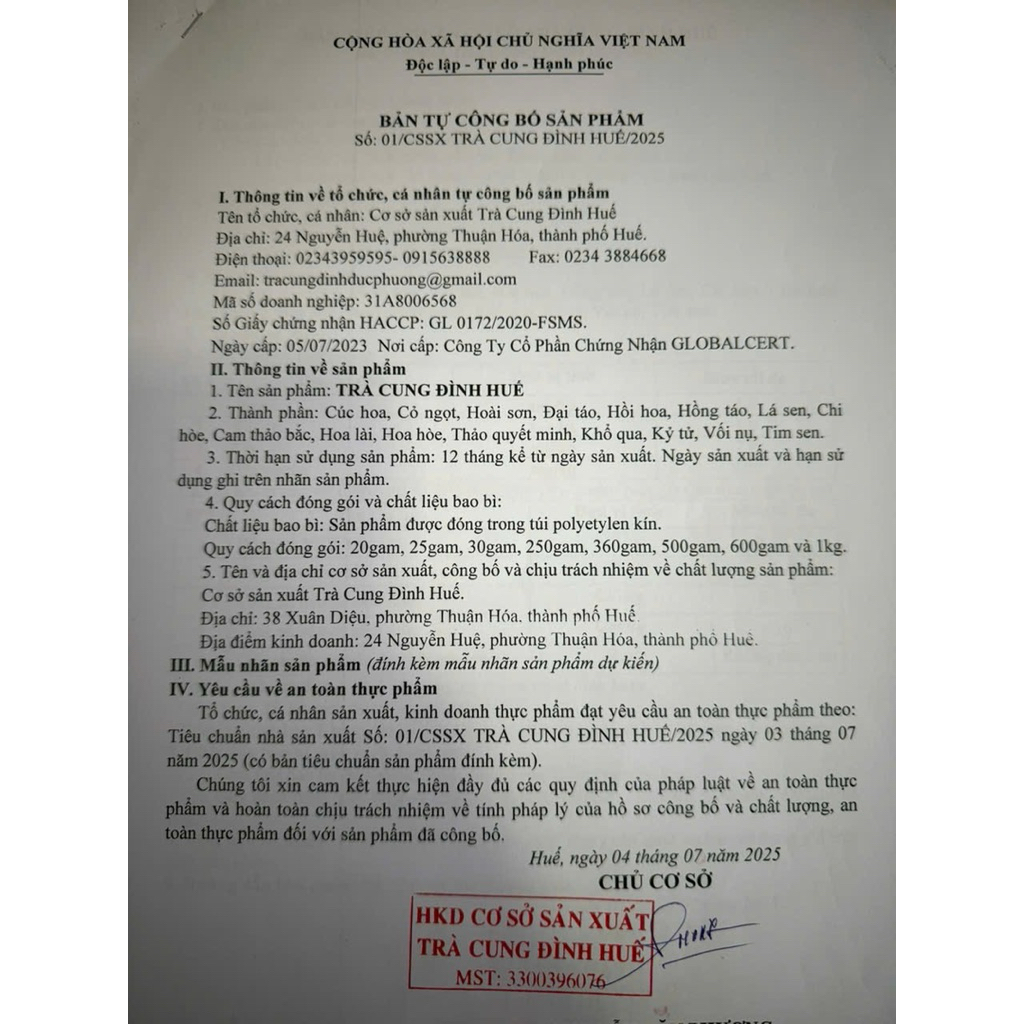 CỘNG HÒA XÃ HỘI CHỦ NGHĨA VIỆT NAM
Độc lập - Tự do - Hạnh phúc
BẢN TỰ CÔNG BỐ SẢN PHẨM
Số: 01/CSSX TRÀ CUNG ĐÌNH HUẾ/2025
I. Thông tin về tổ chức, cá nhân tự công bố sản phẩm
Tên tổ chức, cá nhân: Cơ sở sản xuất Trà Cung Đình Huế
Địa chỉ: 24 Nguyễn Huệ, phường Thuận Hóa, thành phố Huế.
Điện thoại: 02343959595- 0915638888 Fax: 0234 3884668
Email: tracungdinhducphuong@gmail.com
Mã số doanh nghiệp: 31A8006568
Số Giấy chứng nhận HACCP: GL 0172/2020-FSMS.
Ngày cấp: 05/07/2023 Nơi cấp: Công Ty Cổ Phần Chứng Nhận GLOBALCERT.
II. Thông tin về sản phẩm
1. Tên sản phẩm: TRÀ CUNG ĐÌNH HUẾ
2. Thành phần: Cúc hoa, Cỏ ngọt, Hoài sơn, Đại táo, Hồi hoa, Hồng táo, Lá sen, Chi
hòe, Cam thảo bắc, Hoa lài, Hoa hòe, Thảo quyết minh, Khổ qua, Kỷ tử, Vối nụ, Tim sen.
3. Thời hạn sử dụng sản phẩm: 12 tháng kể từ ngày sản xuất. Ngày sản xuất và hạn sử
dụng ghi trên nhãn sản phẩm.
4. Quy cách đóng gói và chất liệu bao bì:
Chất liệu bao bì: Sản phẩm được đóng trong túi polyetylen kín.
Quy cách đóng gói: 20gam, 25gam, 30gam, 250gam, 360gam, 500gam, 600gam và 1kg.
5. Tên và địa chỉ cơ sở sản xuất, công bố và chịu trách nhiệm về chất lượng sản phẩm:
Cơ sở sản xuất Trà Cung Đình Huế.
Địa chỉ: 38 Xuân Diệu, phường Thuận Hóa, thành phố Huế.
Địa điểm kinh doanh: 24 Nguyễn Huệ, phường Thuận Hóa, thành phố Huế.
III. Mẫu nhãn sản phẩm (đính kèm mẫu nhãn sản phẩm dự kiến)
IV. Yêu cầu về an toàn thực phẩm
Tổ chức, cá nhân sản xuất, kinh doanh thực phẩm đạt yêu cầu an toàn thực phẩm theo:
Tiêu chuẩn nhà sản xuất Số: 01/CSSX TRÀ CUNG ĐÌNH HUẾ/2025 ngày 03 tháng 07
năm 2025 (có bản tiêu chuẩn sản phẩm đính kèm).
Chúng tôi xin cam kết thực hiện đầy đủ các quy định của pháp luật về an toàn thực
phẩm và hoàn toàn chịu trách nhiệm về tính pháp lý của hồ sơ công bố và chất lượng, an
toàn thực phẩm đối với sản phẩm đã công bố.
Huế, ngày 04 tháng 07 năm 2025
CHỦ CƠ SỞ
HKD CƠ SỞ SẢN XUẤT
TRÀ CUNG ĐÌNH HUẾ
MST: 3300396076